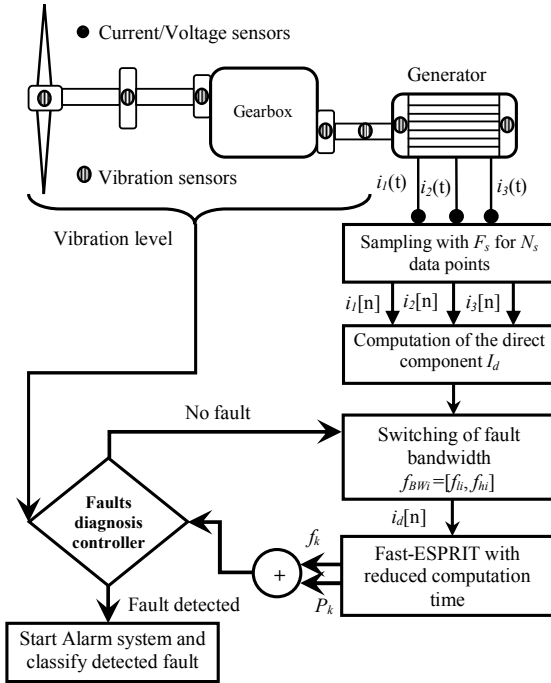 Current/Voltage sensors
Generator
Gearbox
Vibration sensors
i1(t)
i2(t)
i3(t)
Vibration level
Sampling with Fs for Ns
data points
i1[n]
i2[n]
i3[n]
Computation of the direct
component Id
No fault
Switching of fault
bandwidth
fBWi=[fli, fhi]
Faults
diagnosis
controller
id[n]
fk
+
Pk
Fast-ESPRIT with
reduced computation
time
Fault detected
Start Alarm system and
classify detected fault